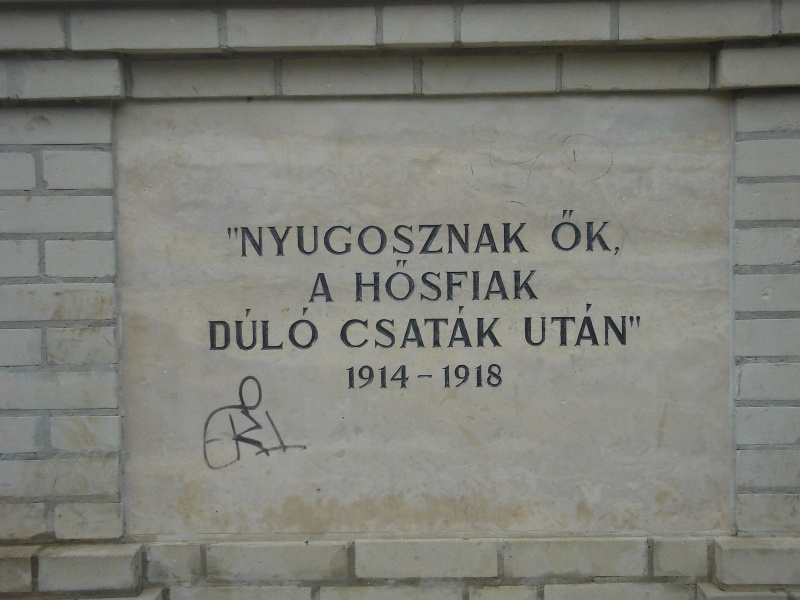 "NYUGOSZNAK ŐK,
A HŐSFIAK
DÚLÓ CSATÁK UTÁN"
1914 – 1918